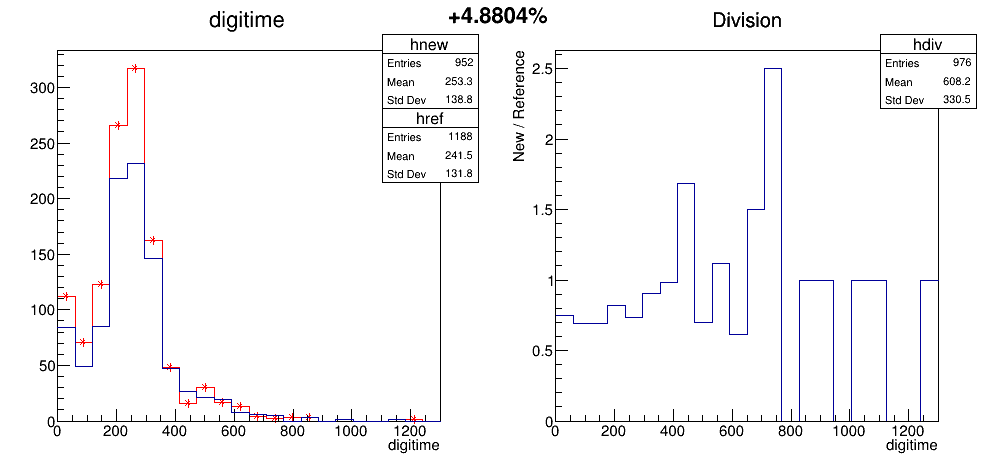 +4.8804%
digitime
hnew
Entries 952
Mean 253.3
Std Dev 138.8
href
Entries 1188
Mean 241.5
Std Dev 131.8
300
250
200
150
100
50
0
0 200 400 600 800 1000 1200
digitime
Division
hdiv
Entries 976
Mean 608.2
Std Dev 330.5
New / Reference
2.5
2
1.5
1
0.5
0
0 200 400 600 800 1000 1200
digitime